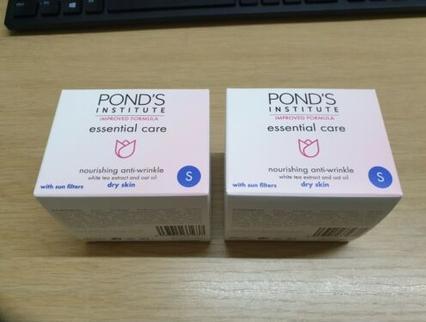 POND'S
INSTITUTE
IMPROVED FORMULA
essential care
nourishing anti-wrinkle
white tea extract and oat oil
with sun filters
dry skin
S
POND'S
INSTITUTE
IMPROVED FORMULA
essential care
nourishing anti-wrinkle
white tea extract and oat oil
with sun filters
dry skin
S